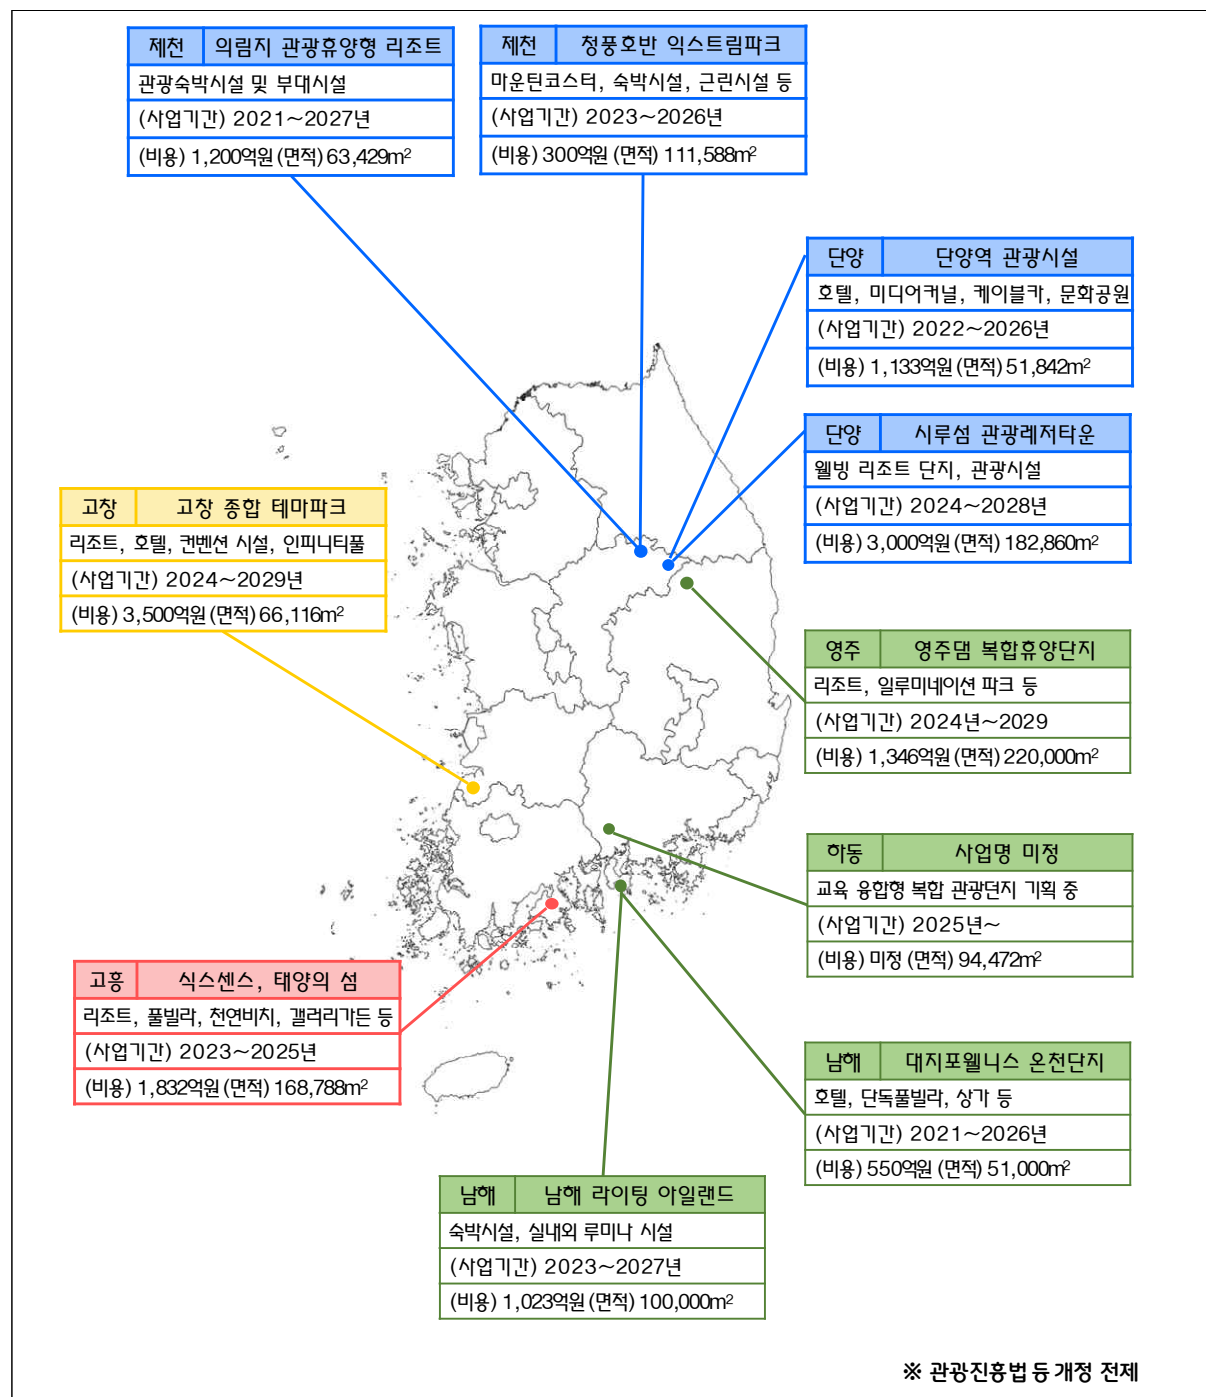 제천 의림지 관광휴양형 리조트
관광숙박시설 및 부대시설
(사업기간) 2021~2027년
(비용) 1,200억원 (면적) 63,429m²
제천 청풍호반 익스트림파크
마운틴코스터, 숙박시설, 근린시설 등
(사업기간) 2023~2026년
(비용) 300억원 (면적) 111,588m²
단양 단양역 관광시설
호텔, 미디어커널, 케이블카, 문화공원
(사업기간) 2022~2026년
(비용) 1,133억원 (면적) 51,842m²
단양 시루섬 관광레저타운
웰빙 리조트 단지, 관광시설
(사업기간) 2024~2028년
(비용) 3,000억원 (면적) 182,860m²
고창 고창 종합 테마파크
리조트, 호텔, 컨벤션 시설, 인피니티풀
(사업기간) 2024~2029년
(비용) 3,500억원 (면적) 66,116m²
영주 영주댐 복합휴양단지
리조트, 일루미네이션 파크 등
(사업기간) 2024년~2029
(비용) 1,346억원 (면적) 220,000m²
하동 사업명 미정
교육 융합형 복합 관광단지 기획 중
(사업기간) 2025년~
(비용) 미정 (면적) 94,472m²
고흥 식스센스, 태양의 섬
리조트, 풀빌라, 천연비치, 갤러리가든 등
(사업기간) 2023~2025년
(비용) 1,832억원 (면적) 168,788m²
남해 대지포웰니스 온천단지
호텔, 단독풀빌라, 상가 등
(사업기간) 2021~2026년
(비용) 550억원 (면적) 51,000m²
남해 남해 라이팅 아일랜드
숙박시설, 실내외 루미나 시설
(사업기간) 2023~2027년
(비용) 1,023억원 (면적) 100,000m²
※ 관광진흥법 등 개정 전제